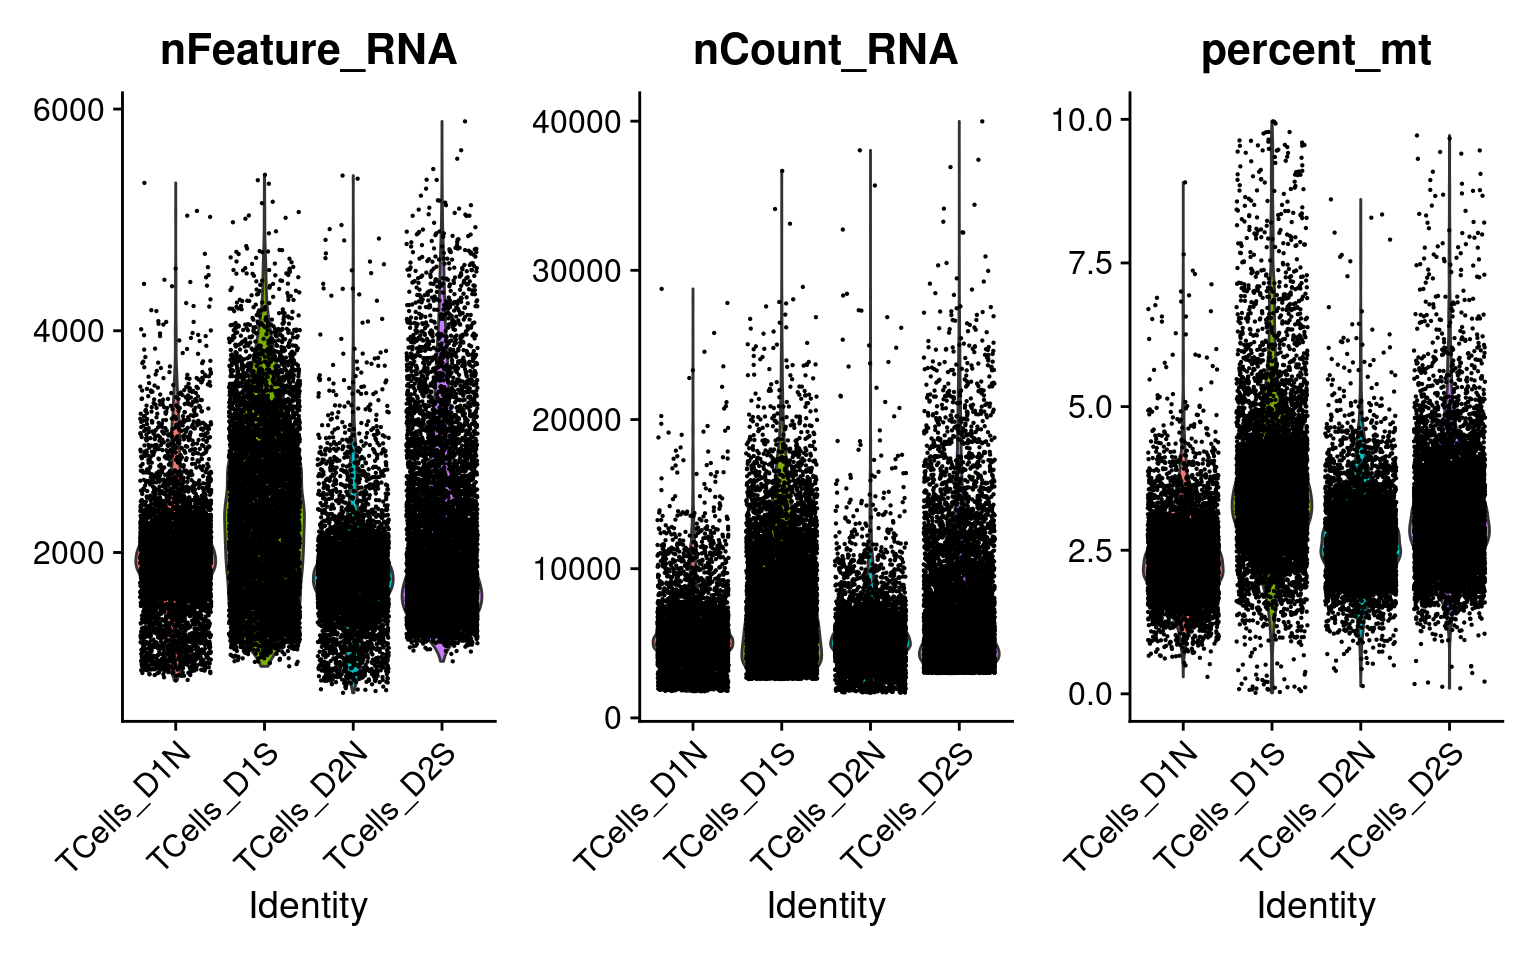 nFeature_RNA
6000
4000
2000
TCells_D1N
TCells_D1S
TCells_D2N
TCells_D2S
Identity
nCount_RNA
40000
30000
20000
10000
0
TCells_D1N
TCells_D1S
TCells_D2N
TCells_D2S
Identity
percent_mt
10.0
7.5
5.0
2.5
0.0
TCells_D1N
TCells_D1S
TCells_D2N
TCells_D2S
Identity